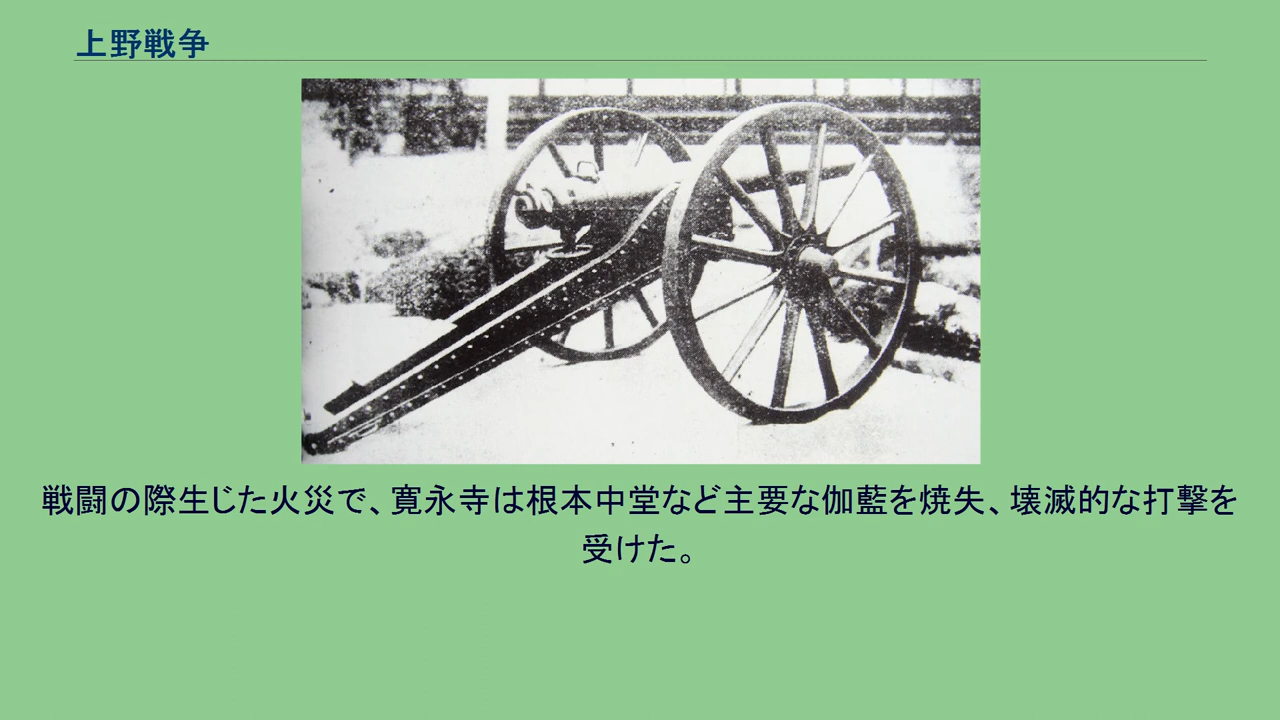 上野戦争
戦闘の際生じた火災で、寛永寺は根本中堂など主要な伽藍を焼失、壊滅的な打撃を
受けた。